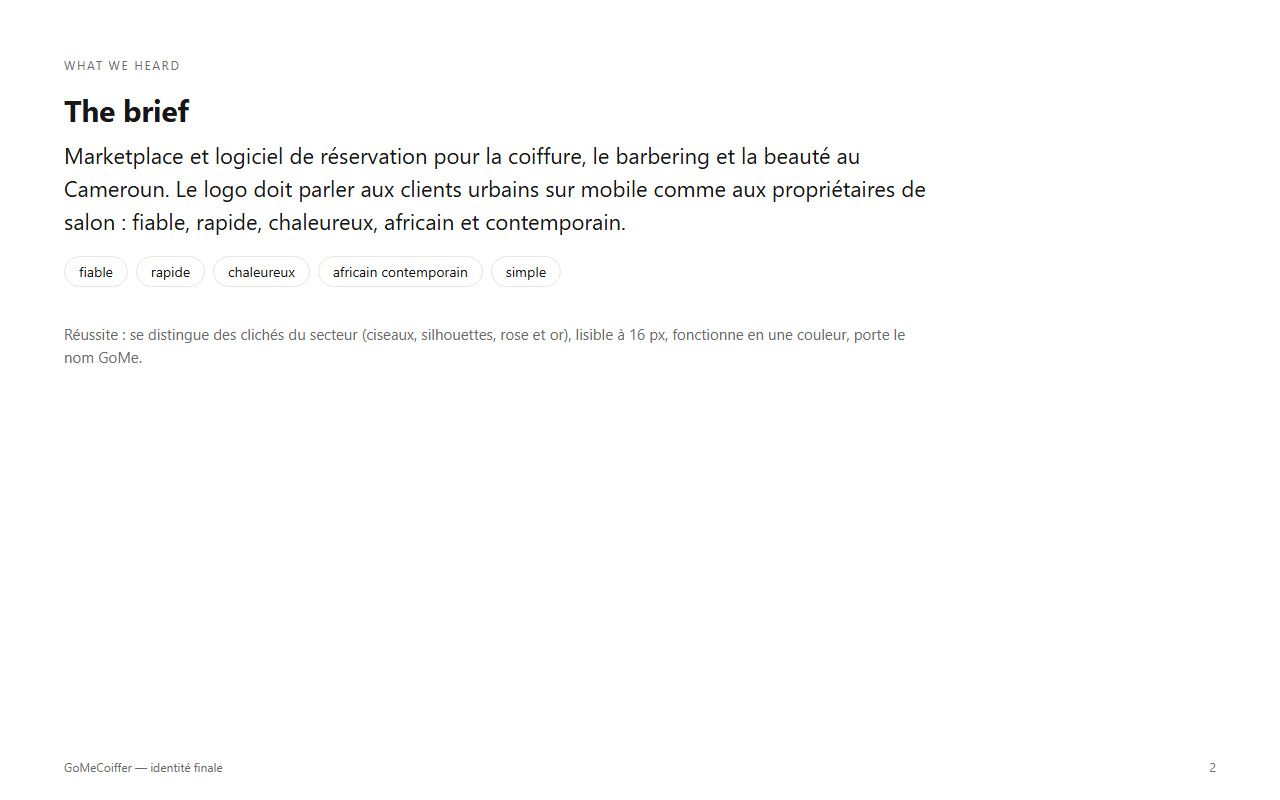 WHAT WE HEARD
The brief
Marketplace et logiciel de réservation pour la coiffure, le barbering et la beauté au
Cameroun. Le logo doit parler aux clients urbains sur mobile comme aux propriétaires de
salon : fiable, rapide, chaleureux, africain et contemporain.
fiable
rapide
chaleureux
africain contemporain
simple
Réussite : se distingue des clichés du secteur (ciseaux, silhouettes, rose et or), lisible à 16 px, fonctionne en une couleur, porte le
nom GoMe.
GoMeCoiffer — identité finale
2